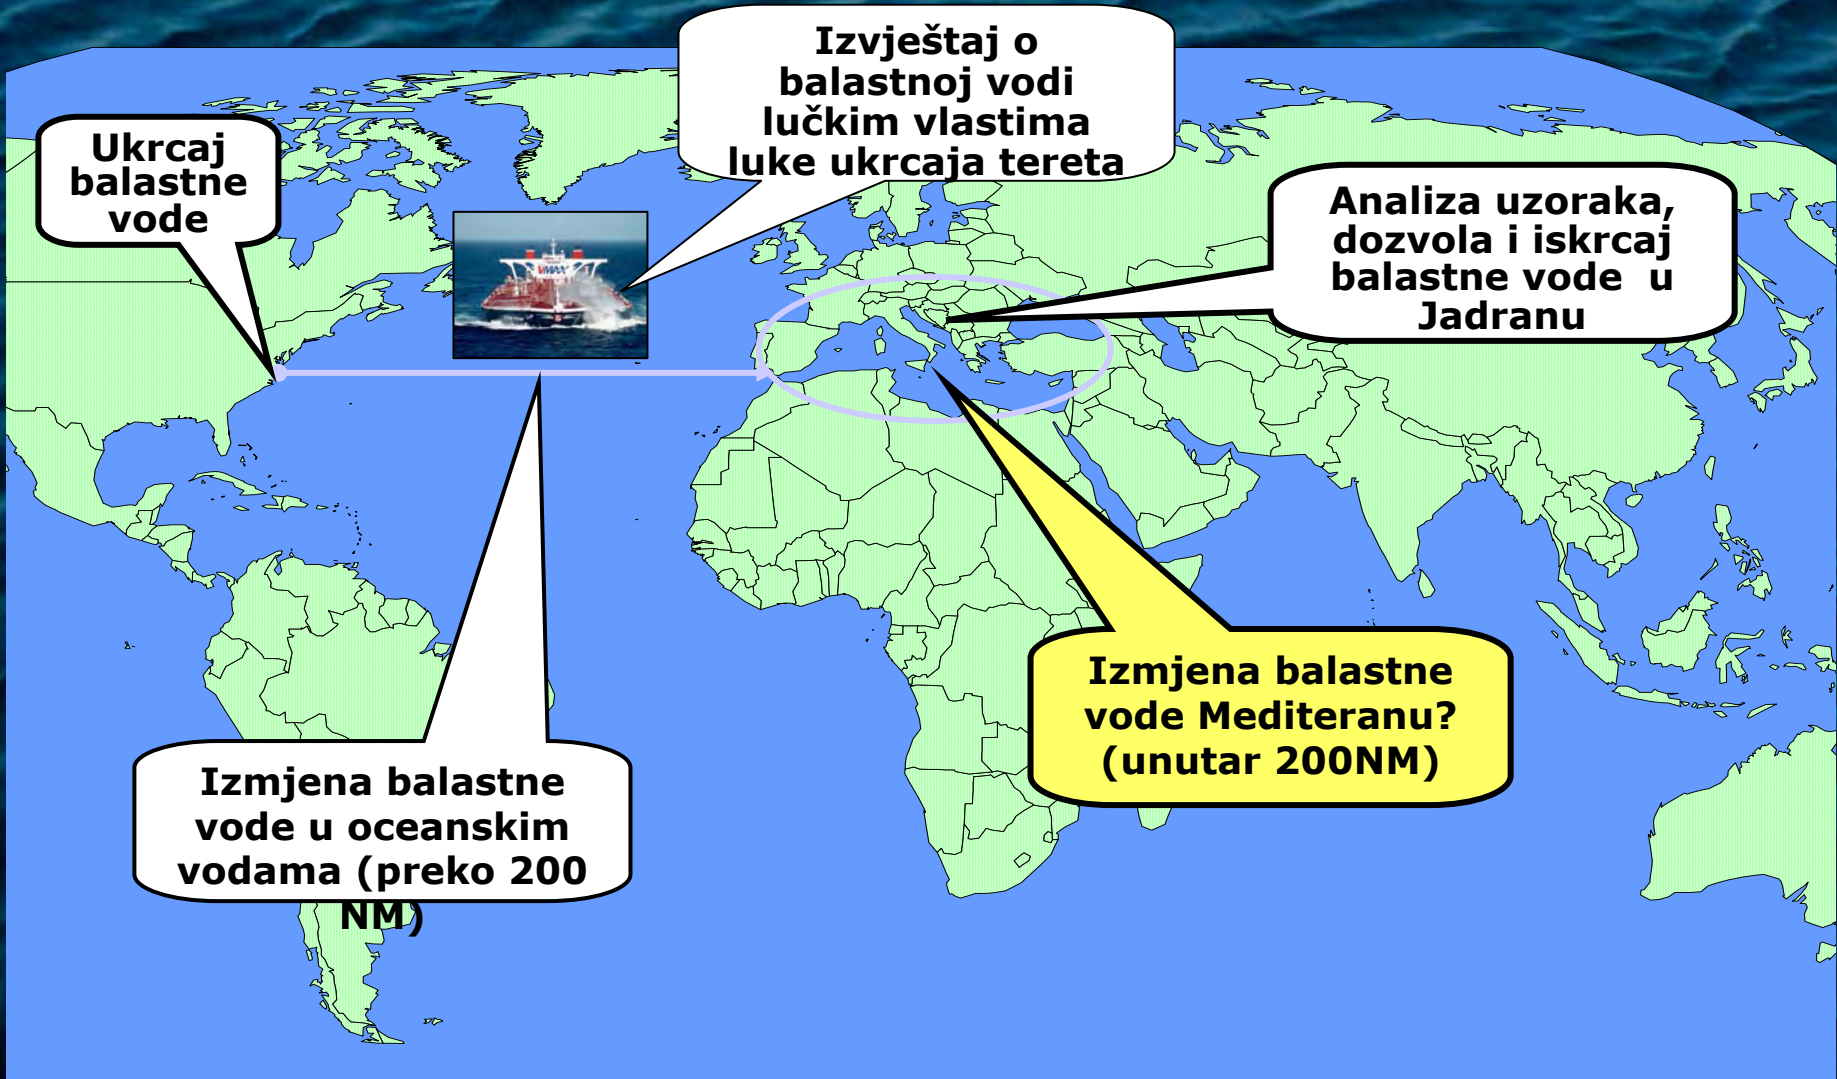 Izvještaj o
balastnoj vodi
lučkim vlastima
luke ukrcaja tereta
Ukrcaj
balastne
vode
Analiza uzoraka,
dozvola i iskrcaj
balastne vode  u
Jadranu
VMAX
Izmjena balastne
vode Mediteranu?
(unutar 200NM)
Izmjena balastne
vode u oceanskim
vodama (preko 200
NM)